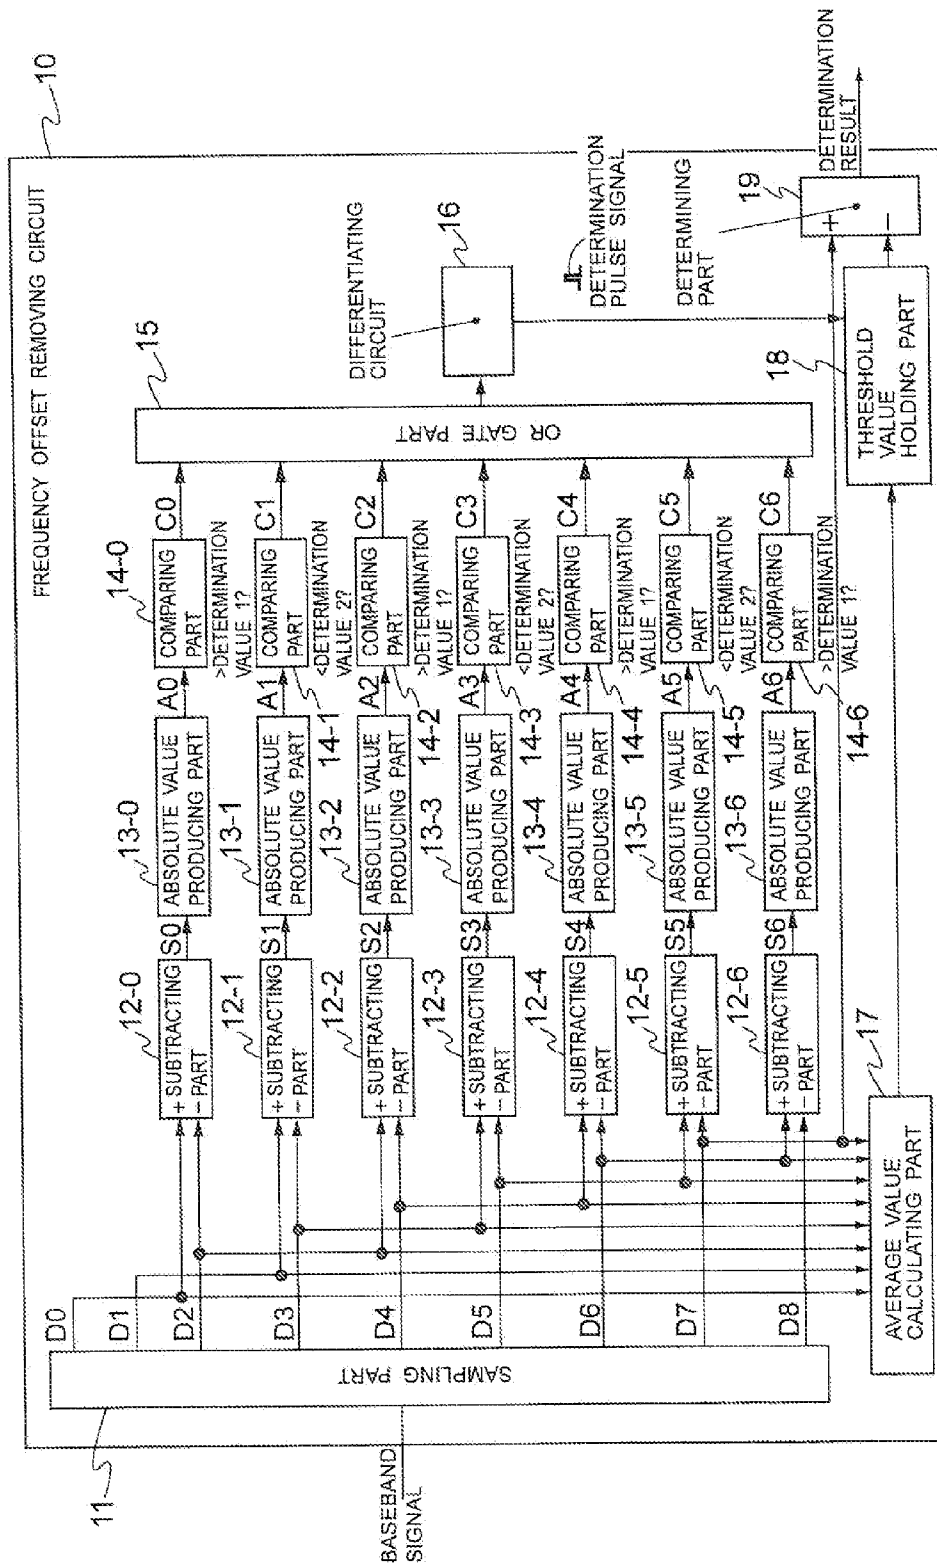 FREQUENCY OFFSET REMOVING CIRCUIT
10
BASEBAND
SIGNAL
11
SAMPLING PART
D0
D1
D2
D3
D4
D5
D6
D7
D8
12-0
+ SUBTRACTING
− PART
S0
13-0
ABSOLUTE VALUE
PRODUCING PART
A0
14-0
COMPARING
PART
C0
>DETERMINATION
VALUE 1?
12-1
+ SUBTRACTING
− PART
S1
13-1
ABSOLUTE VALUE
PRODUCING PART
A1
14-1
COMPARING
PART
C1
<DETERMINATION
VALUE 2?
12-2
+ SUBTRACTING
− PART
S2
13-2
ABSOLUTE VALUE
PRODUCING PART
A2
14-2
COMPARING
PART
C2
>DETERMINATION
VALUE 1?
12-3
+ SUBTRACTING
− PART
S3
13-3
ABSOLUTE VALUE
PRODUCING PART
A3
14-3
COMPARING
PART
C3
<DETERMINATION
VALUE 2?
12-4
+ SUBTRACTING
− PART
S4
13-4
ABSOLUTE VALUE
PRODUCING PART
A4
14-4
COMPARING
PART
C4
>DETERMINATION
VALUE 1?
12-5
+ SUBTRACTING
− PART
S5
13-5
ABSOLUTE VALUE
PRODUCING PART
A5
14-5
COMPARING
PART
C5
<DETERMINATION
VALUE 2?
12-6
+ SUBTRACTING
− PART
S6
13-6
ABSOLUTE VALUE
PRODUCING PART
A6
14-6
COMPARING
PART
C6
>DETERMINATION
VALUE 1?
15
OR GATE PART
DIFFERENTIATING
CIRCUIT
16
DETERMINATION
PULSE SIGNAL
17
AVERAGE VALUE
CALCULATING PART
18
THRESHOLD
VALUE
HOLDING PART
DETERMINING
PART
19
+
−
DETERMINATION
RESULT